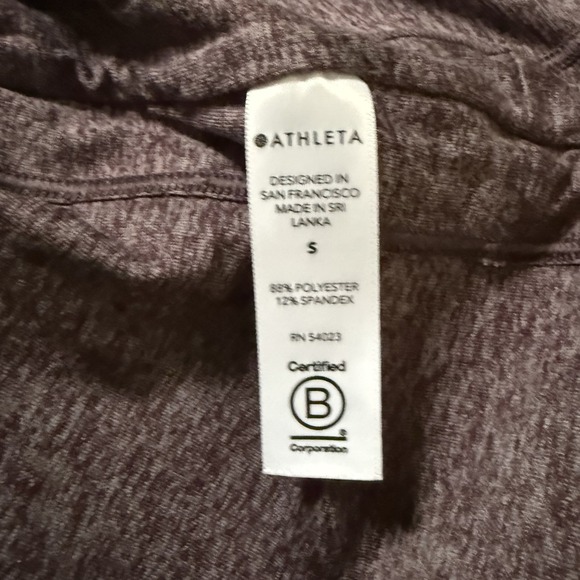 ATHLETA
DESIGNED IN
SAN FRANCISCO
MADE IN SRI
LANKA
S
88% POLYESTER
12% SPANDEX
RN 54023
Certified
B
®
Corporation